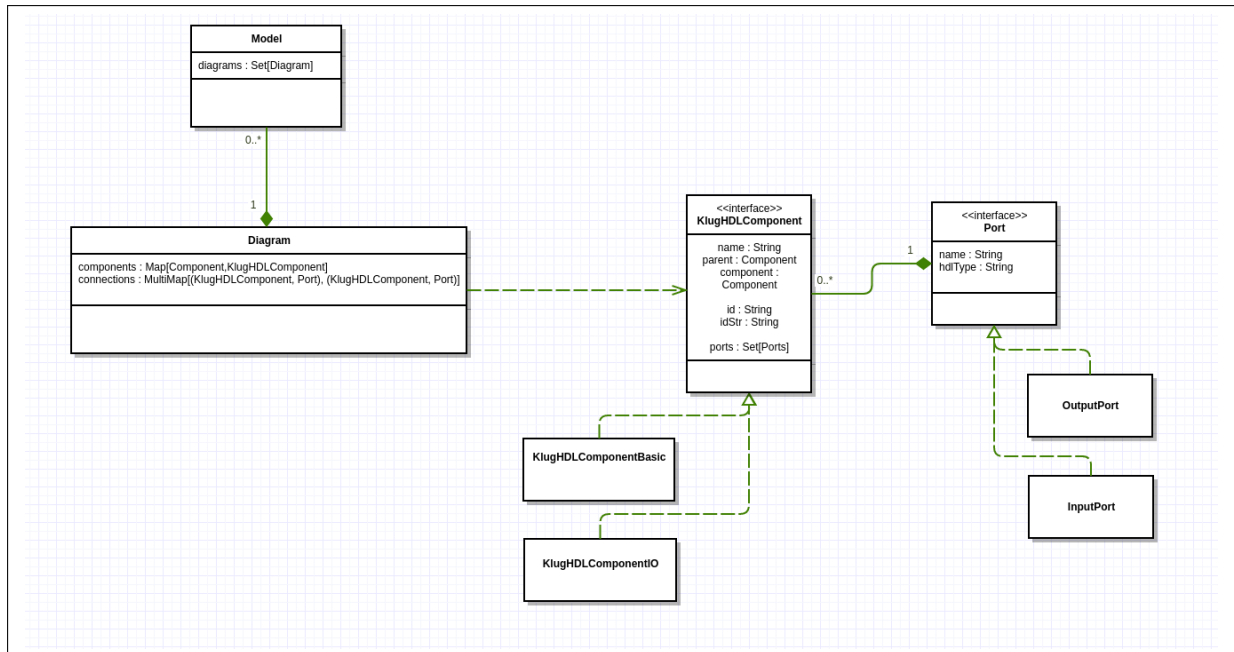 Model
diagrams : Set[Diagram]
0..*
1
Diagram
components : Map[Component,KlugHDLComponent]
connections : MultiMap[(KlugHDLComponent, Port), (KlugHDLComponent, Port)]
<<interface>>
KlugHDLComponent
name : String
parent : Component
component :
Component
id : String
idStr : String
ports : Set[Ports]
0..*
1
<<interface>>
Port
name : String
hdlType : String
OutputPort
InputPort
KlugHDLComponentBasic
KlugHDLComponentIO